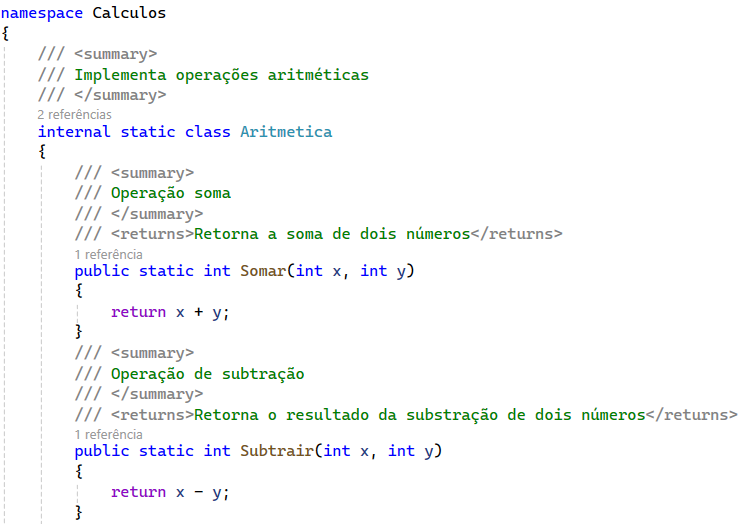 namespace Calculos
{
/// <summary>
/// Implementa operações aritméticas
/// </summary>
2 referências
internal static class Aritmetica
{
/// <summary>
/// Operação soma
/// </summary>
/// <returns>Retorna a soma de dois números</returns>
1 referência
public static int Somar(int x, int y)
{
return x + y;
}
/// <summary>
/// Operação de subtração
/// </summary>
/// <returns>Retorna o resultado da substração de dois números</returns>
1 referência
public static int Subtrair(int x, int y)
{
return x - y;
}